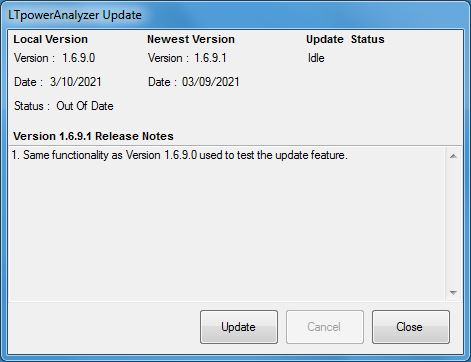 LTpowerAnalyzer Update
Local Version Newest Version Update Status
Version : 1.6.9.0 Version : 1.6.9.1 Idle
Date : 3/10/2021 Date : 03/09/2021
Status : Out Of Date
Version 1.6.9.1 Release Notes
1. Same functionality as Version 1.6.9.0 used to test the update feature.
Update Cancel Close